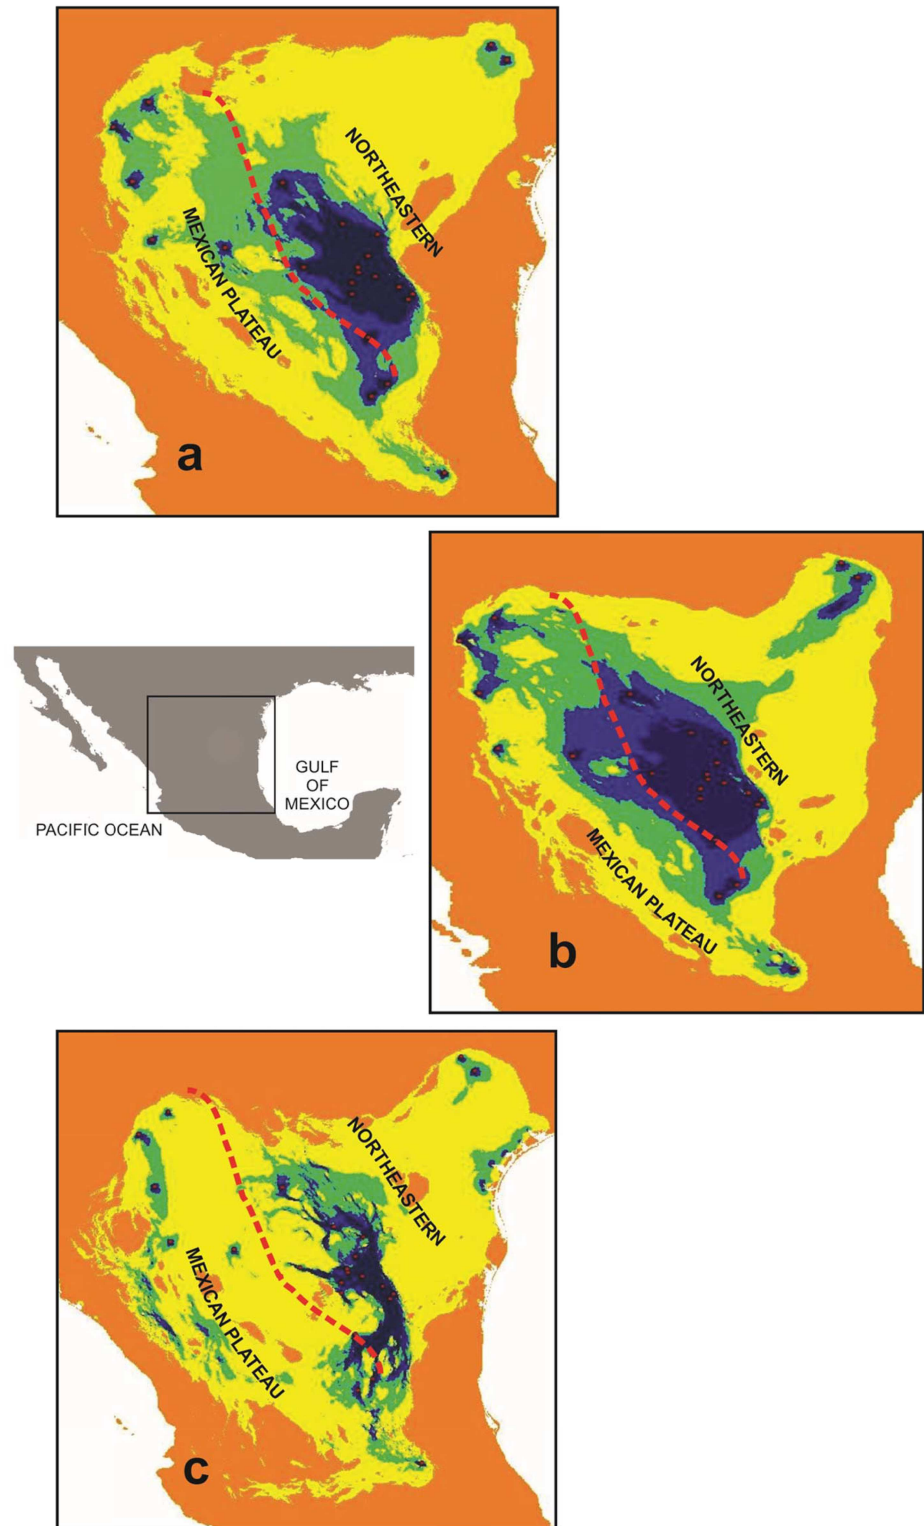 NORTHEASTERN
MEXICAN PLATEAU
a
NORTHEASTERN
MEXICAN PLATEAU
b
GULF
OF
MEXICO
PACIFIC OCEAN
NORTHEASTERN
MEXICAN PLATEAU
c